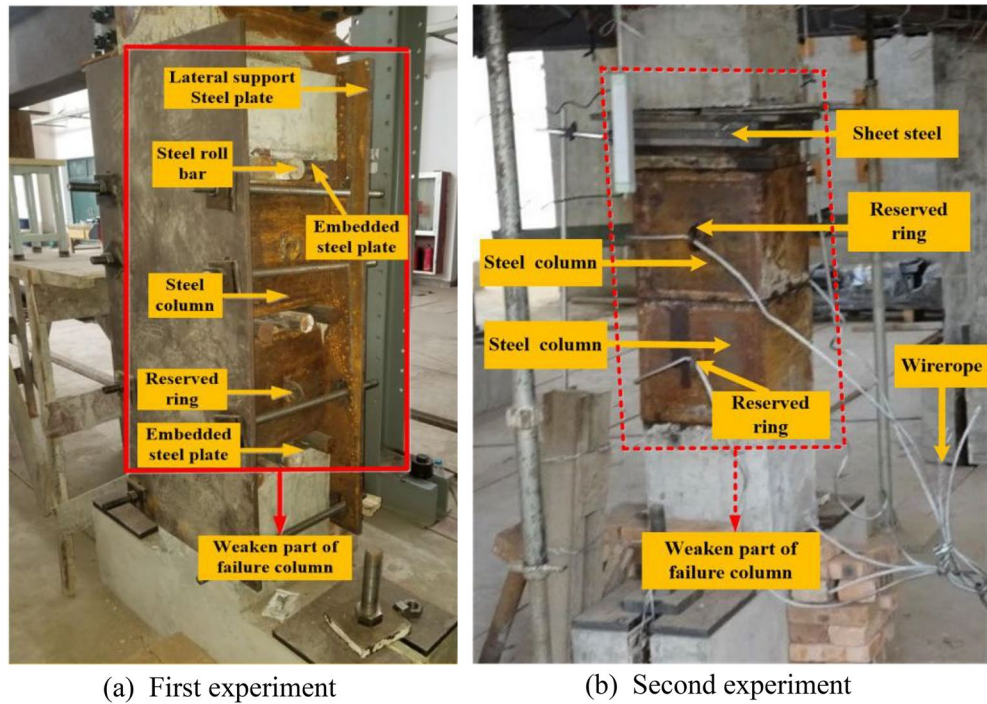 Lateral support
Steel plate
Steel roll
bar
Embedded
steel plate
Steel
column
Reserved
ring
Embedded
steel plate
Weaken part of
failure column
(a) First experiment
Sheet steel
Reserved
ring
Steel column
Steel column
Wirerope
Reserved
ring
Weaken part of
failure column
(b) Second experiment